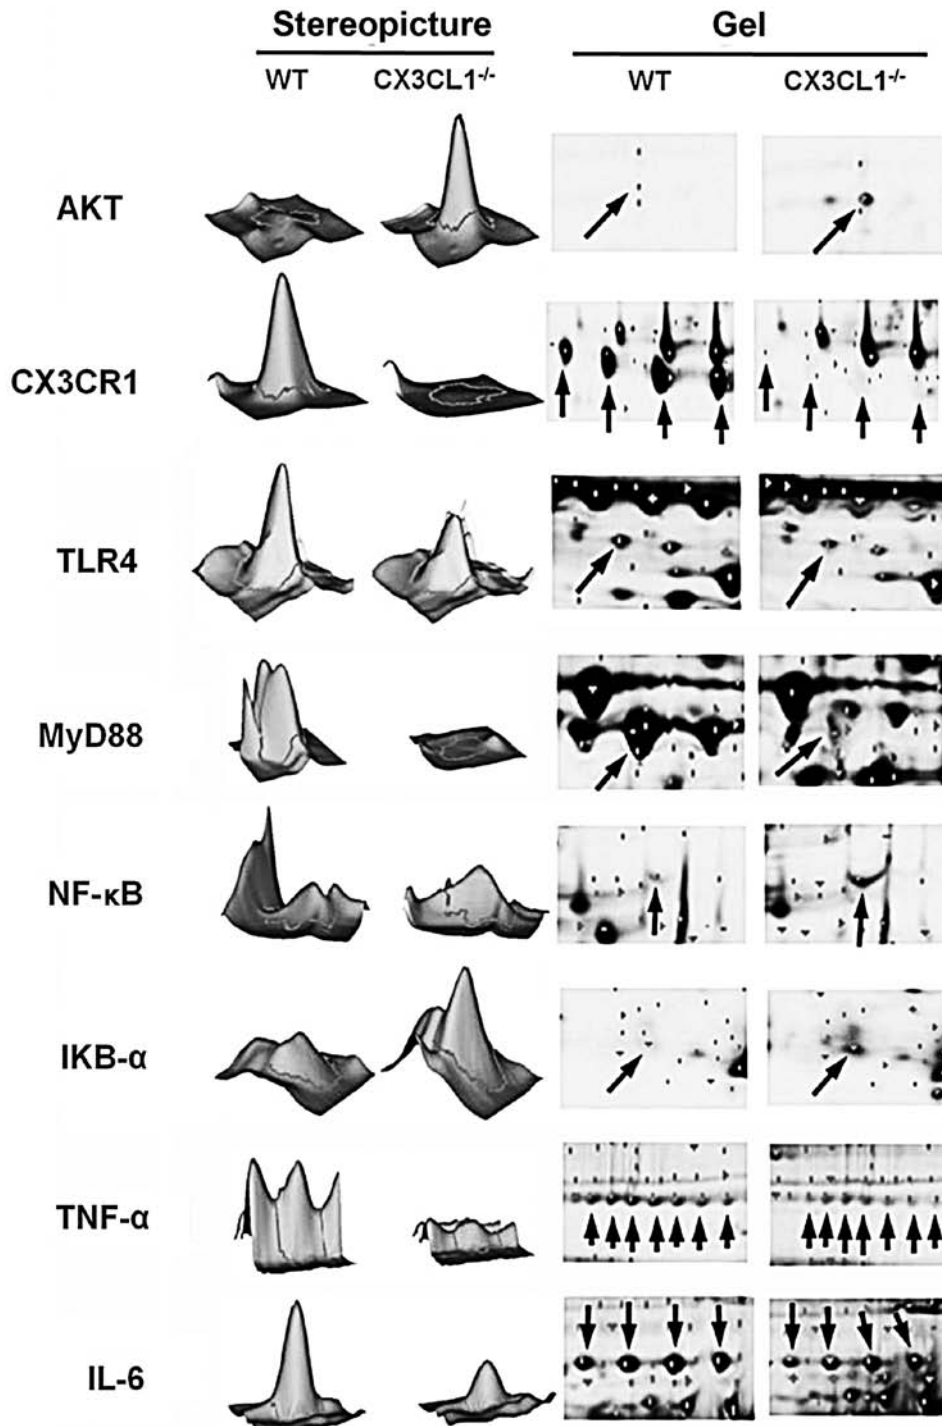 Stereopicture Gel
WT CX3CL1-/- WT CX3CL1-/-
AKT
CX3CR1
TLR4
MyD88
NF-κB
IKB-α
TNF-α
IL-6